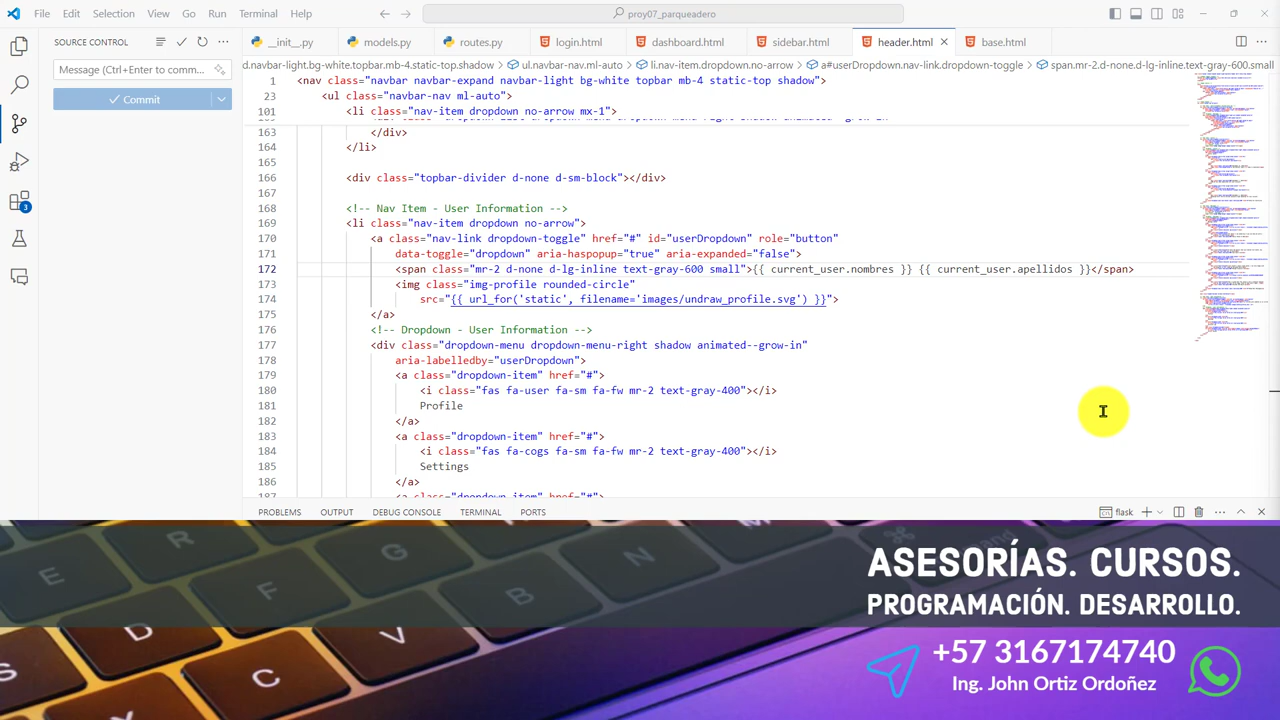 File Edit Selection View Go Run Terminal Help
proy07_parqueadero
SOURCE CONTROL
__init__.py models.py routes.py login.html dashboard.html sidebar.html header.html base.html
d.navbar-light.bg-white.topbar.mb-4.static-top.shadow > ul.navbar-nav.ml-auto > li.nav-item.dropdown.no-arrow > a#userDropdown.nav-link.dropdown-toggle > span.mr-2.d-none.d-lg-inline.text-gray-600.small
Message (Ctrl+Enter to comm...
Commit
1 <nav class="navbar navbar-expand navbar-light bg-white topbar mb-4 static-top shadow">
23 <ul class="navbar-nav ml-auto">
162 <li class="nav-item dropdown no-arrow mx-1">
163 </div>
164 </li>
165
166 <div class="topbar-divider d-none d-sm-block"></div>
167
168 <!-- Nav Item - User Information -->
169 <li class="nav-item dropdown no-arrow">
170 <a class="nav-link dropdown-toggle" href="#" id="userDropdown" role="button"
171 data-toggle="dropdown" aria-haspopup="true" aria-expanded="false">
172 <span class="mr-2 d-none d-lg-inline text-gray-600 small">{{ .apellidos }}</span>
173 <img class="img-profile rounded-circle"
174
175
176 <!-- Dropdown - User Information -->
177 <div class="dropdown-menu dropdown-menu-right shadow animated--grow-in"
178 aria-labelledby="userDropdown">
179 <a class="dropdown-item" href="#">
180 <i class="fas fa-user fa-sm fa-fw mr-2 text-gray-400"></i>
181 Profile
182 </a>
183 <a class="dropdown-item" href="#">
184 <i class="fas fa-cogs fa-sm fa-fw mr-2 text-gray-400"></i>
185 Settings
186 </a>
187 <a class="dropdown-item" href="#">
3
PROBLEMS OUTPUT DEBUG CONSOLE TERMINAL PORTS
flask
ASESORÍAS. CURSOS.
PROGRAMACIÓN. DESARROLLO.
+57 3167174740
Ing. John Ortiz Ordoñez